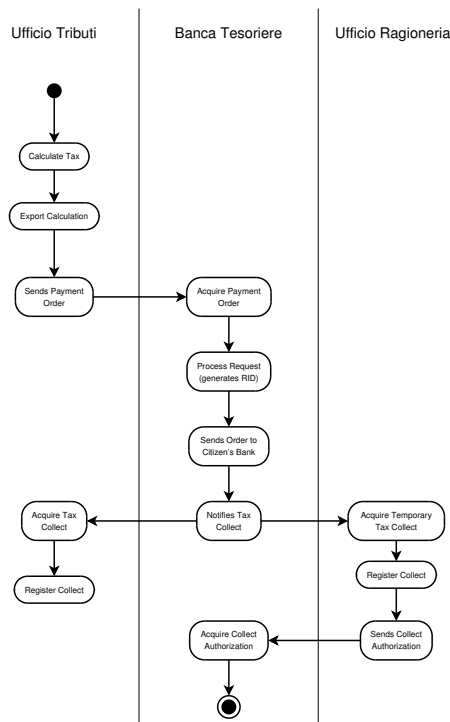 Ufficio Tributi
Banca Tesoriere
Ufficio Ragioneria
Calculate Tax
Export Calculation
Sends Payment
Order
Acquire Payment
Order
Process Request
(generates RID)
Sends Order to
Citizen's Bank
Acquire Tax
Collect
Notifies Tax
Collect
Acquire Temporary
Tax Collect
Register Collect
Register Collect
Acquire Collect
Authorization
Sends Collect
Authorization